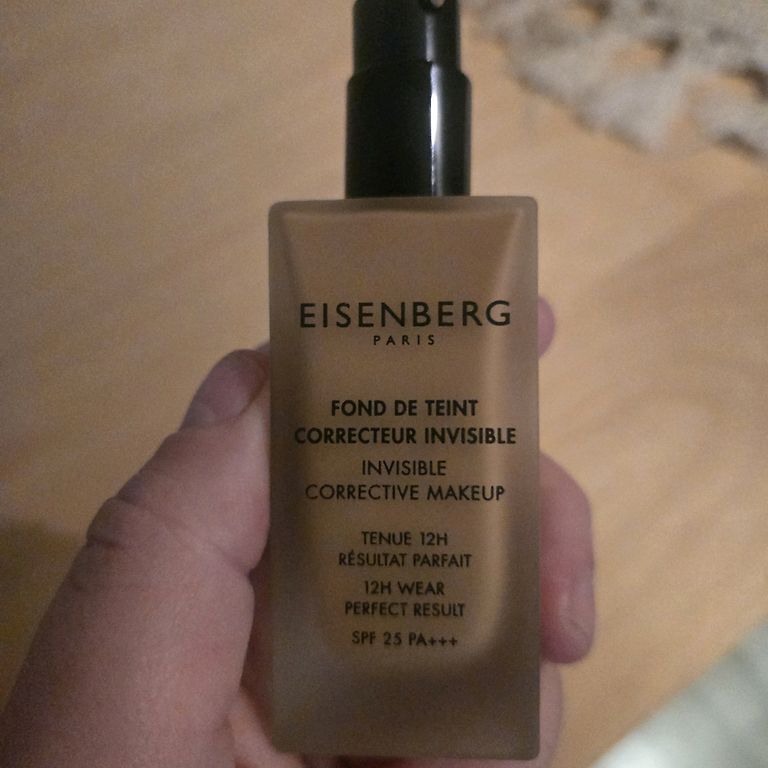 EISENBERG
PARIS
FOND DE TEINT
CORRECTEUR INVISIBLE
INVISIBLE
CORRECTIVE MAKEUP
TENUE 12H
RÉSULTAT PARFAIT
12H WEAR
PERFECT RESULT
SPF 25 PA+++